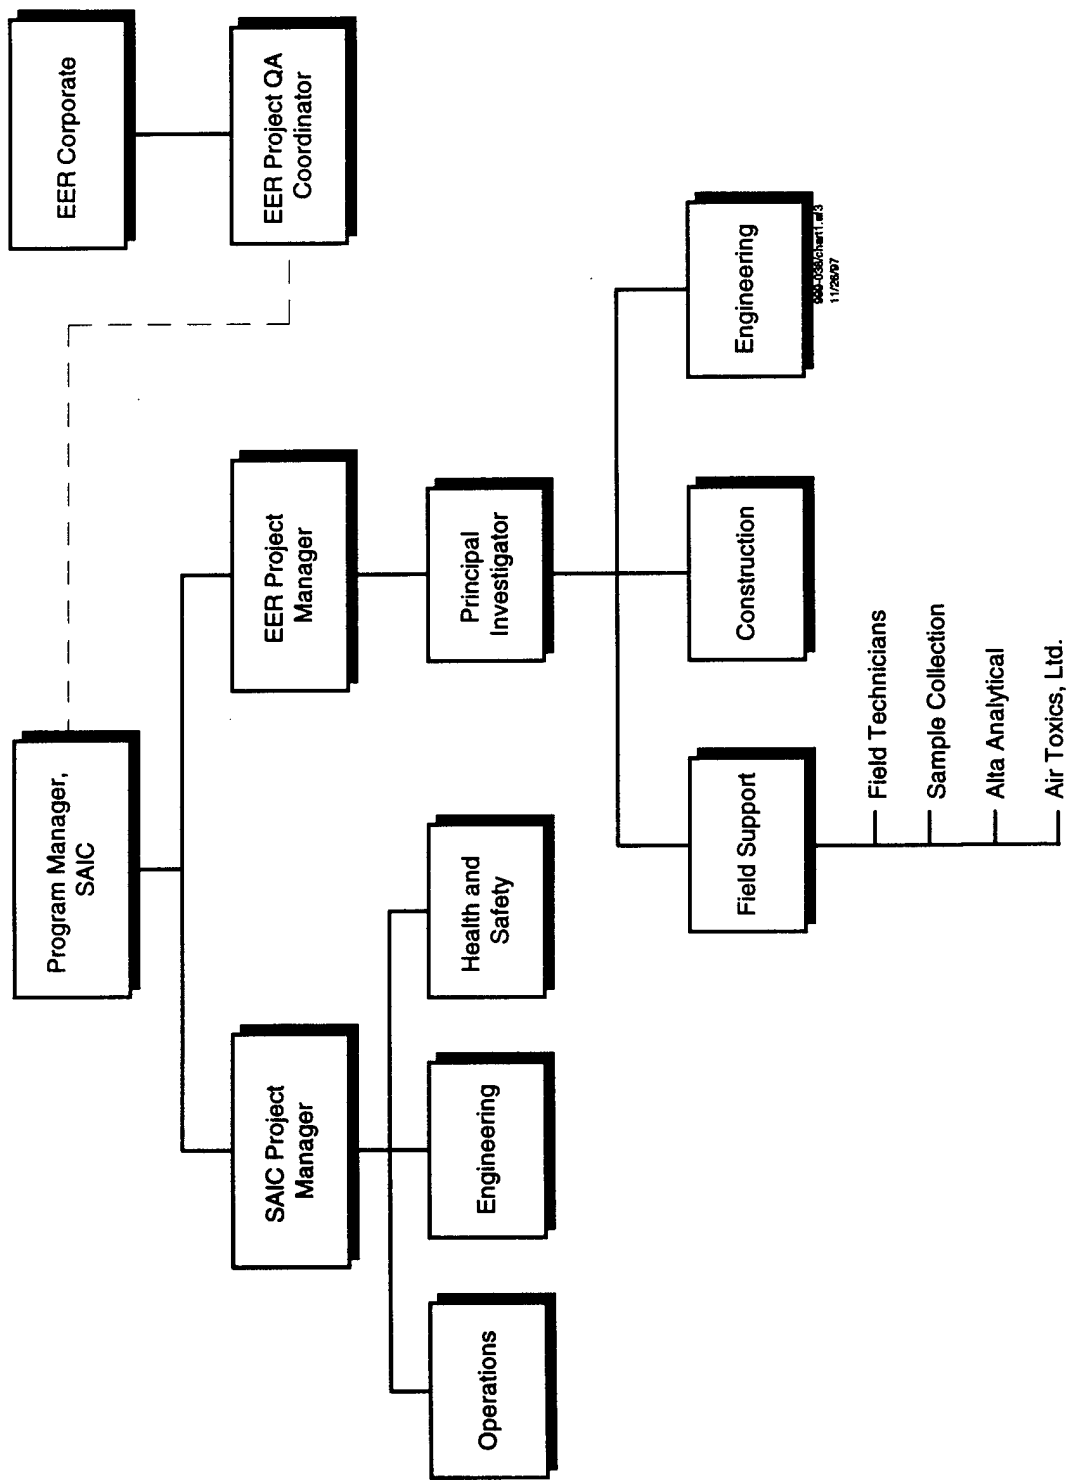 Program Manager,
SAIC
EER Corporate
EER Project QA
Coordinator
SAIC Project
Manager
EER Project
Manager
Operations
Engineering
Health and
Safety
Principal
Investigator
Field Support
Construction
Engineering
11/26/97
Field Technicians
Sample Collection
Alta Analytical
Air Toxics, Ltd.